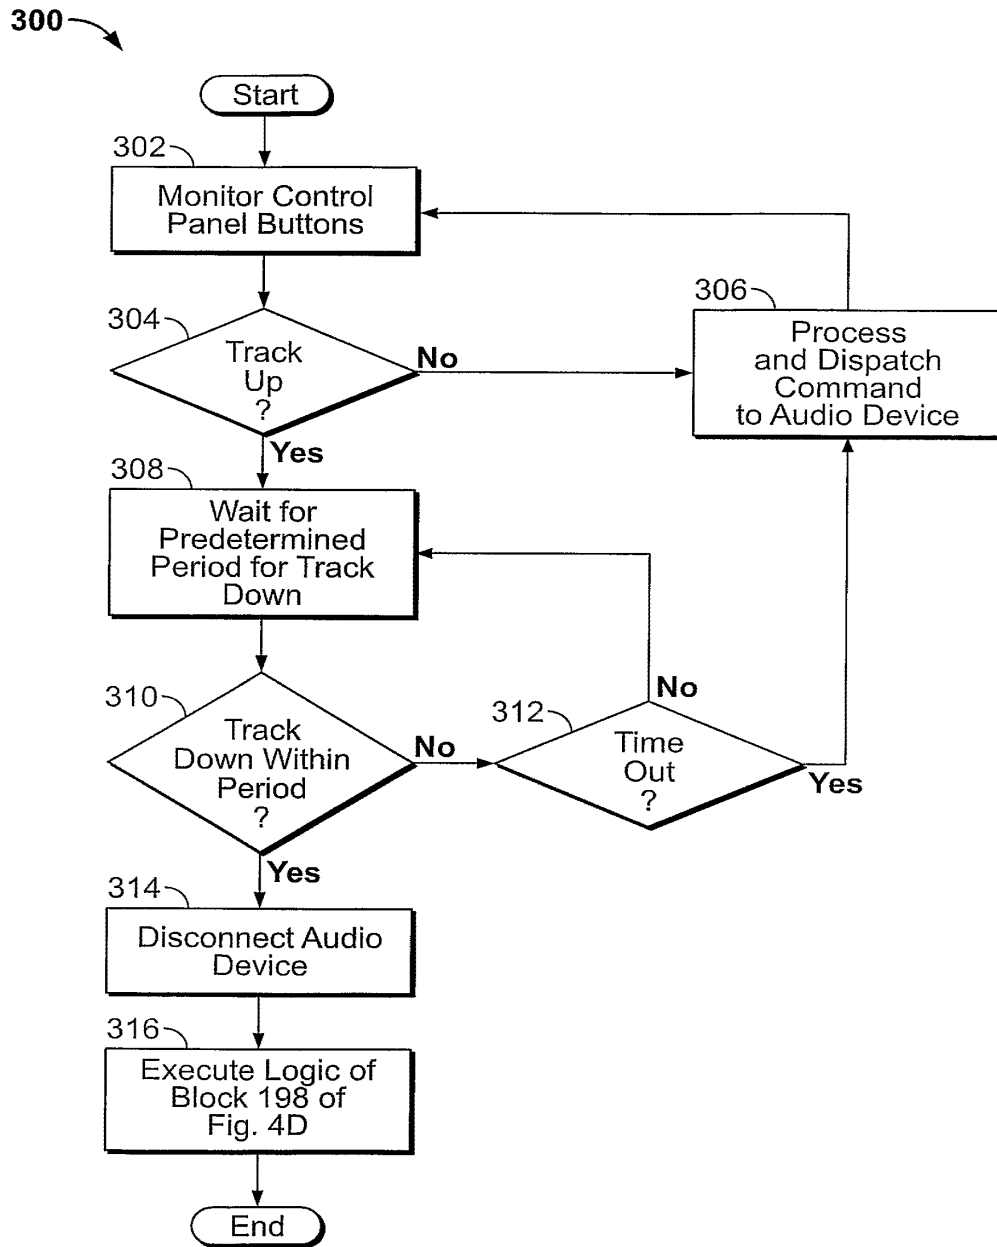 300
Start
302
Monitor Control
Panel Buttons
304
Track
Up
?
No
Yes
306
Process
and Dispatch
Command
to Audio Device
308
Wait for
Predetermined
Period for Track
Down
310
Track
Down Within
Period
?
No
Yes
312
Time
Out
?
No
Yes
314
Disconnect Audio
Device
316
Execute Logic of
Block 198 of
Fig. 4D
End